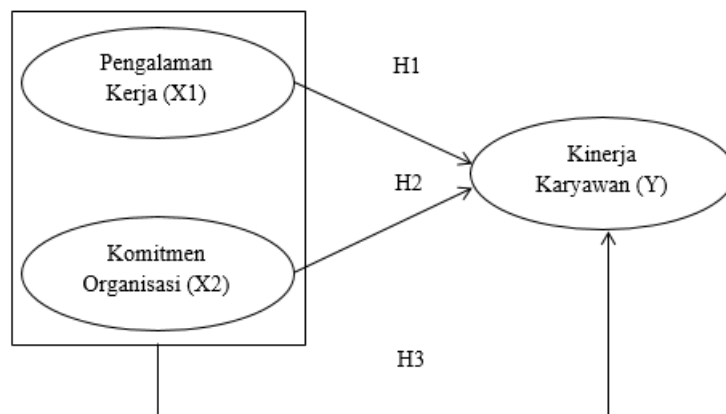 Pengalaman
Kerja (X1)
H1
Kinerja
Karyawan (Y)
H2
Komitmen
Organisasi (X2)
H3